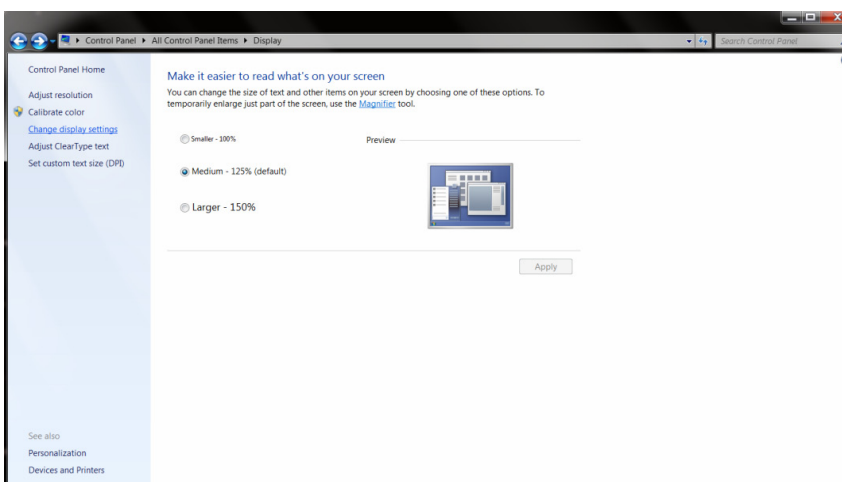 Control Panel ▸ All Control Panel Items ▸ Display
Search Control Panel
Control Panel Home
Adjust resolution
Calibrate color
Change display settings
Adjust ClearType text
Set custom text size (DPI)
Make it easier to read what's on your screen
You can change the size of text and other items on your screen by choosing one of these options. To
temporarily enlarge just part of the screen, use the Magnifier tool.
Smaller - 100%
Preview
Medium - 125% (default)
Larger - 150%
Apply
See also
Personalization
Devices and Printers